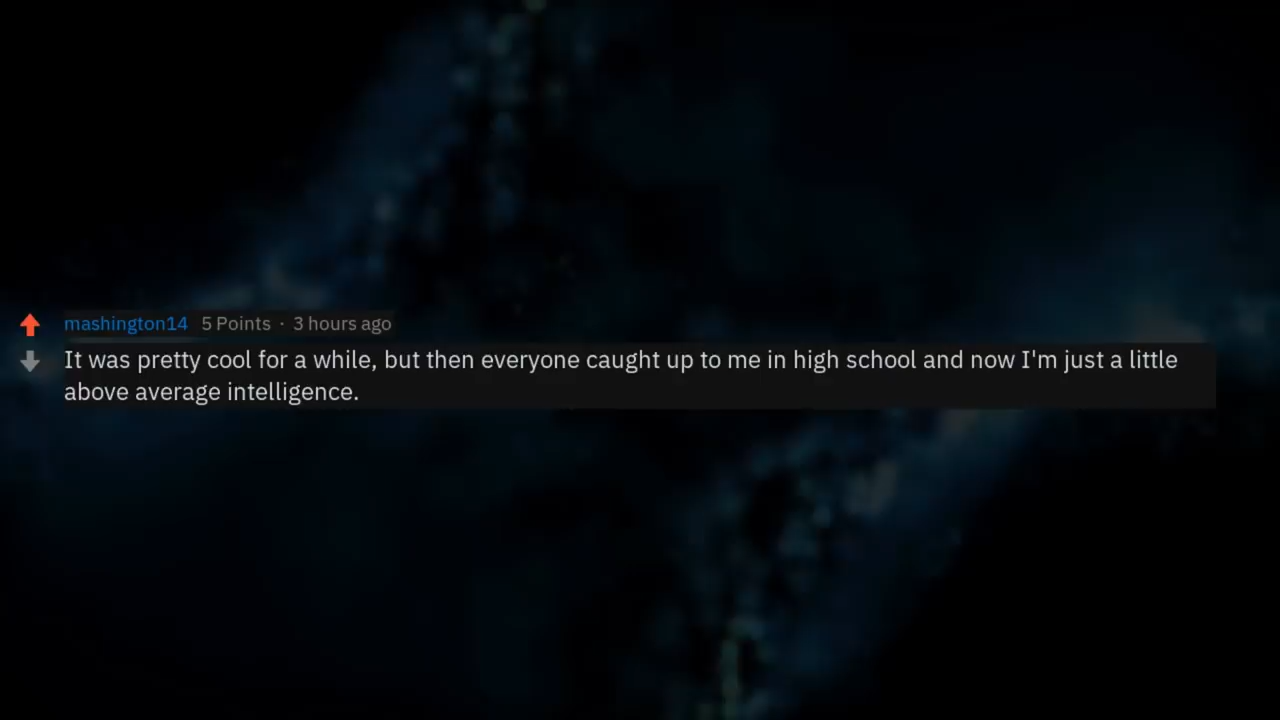 mashington14 5 Points · 3 hours ago
It was pretty cool for a while, but then everyone caught up to me in high school and now I'm just a little
above average intelligence.